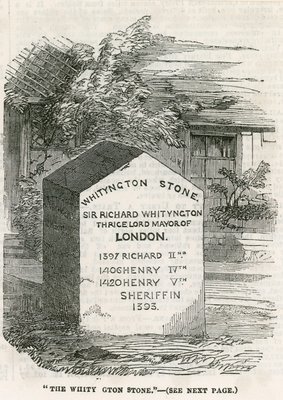 WHITYNGTON STONE.
SIR RICHARD WHITYNGTON
THRICE LORD MAYOR OF
LONDON.
1397 RICHARD IIND
1406 HENRY IVTH
1420 HENRY VTH
SHERIFF IN
1393.
"THE WHITY GTON STONE."—(SEE NEXT PAGE.)